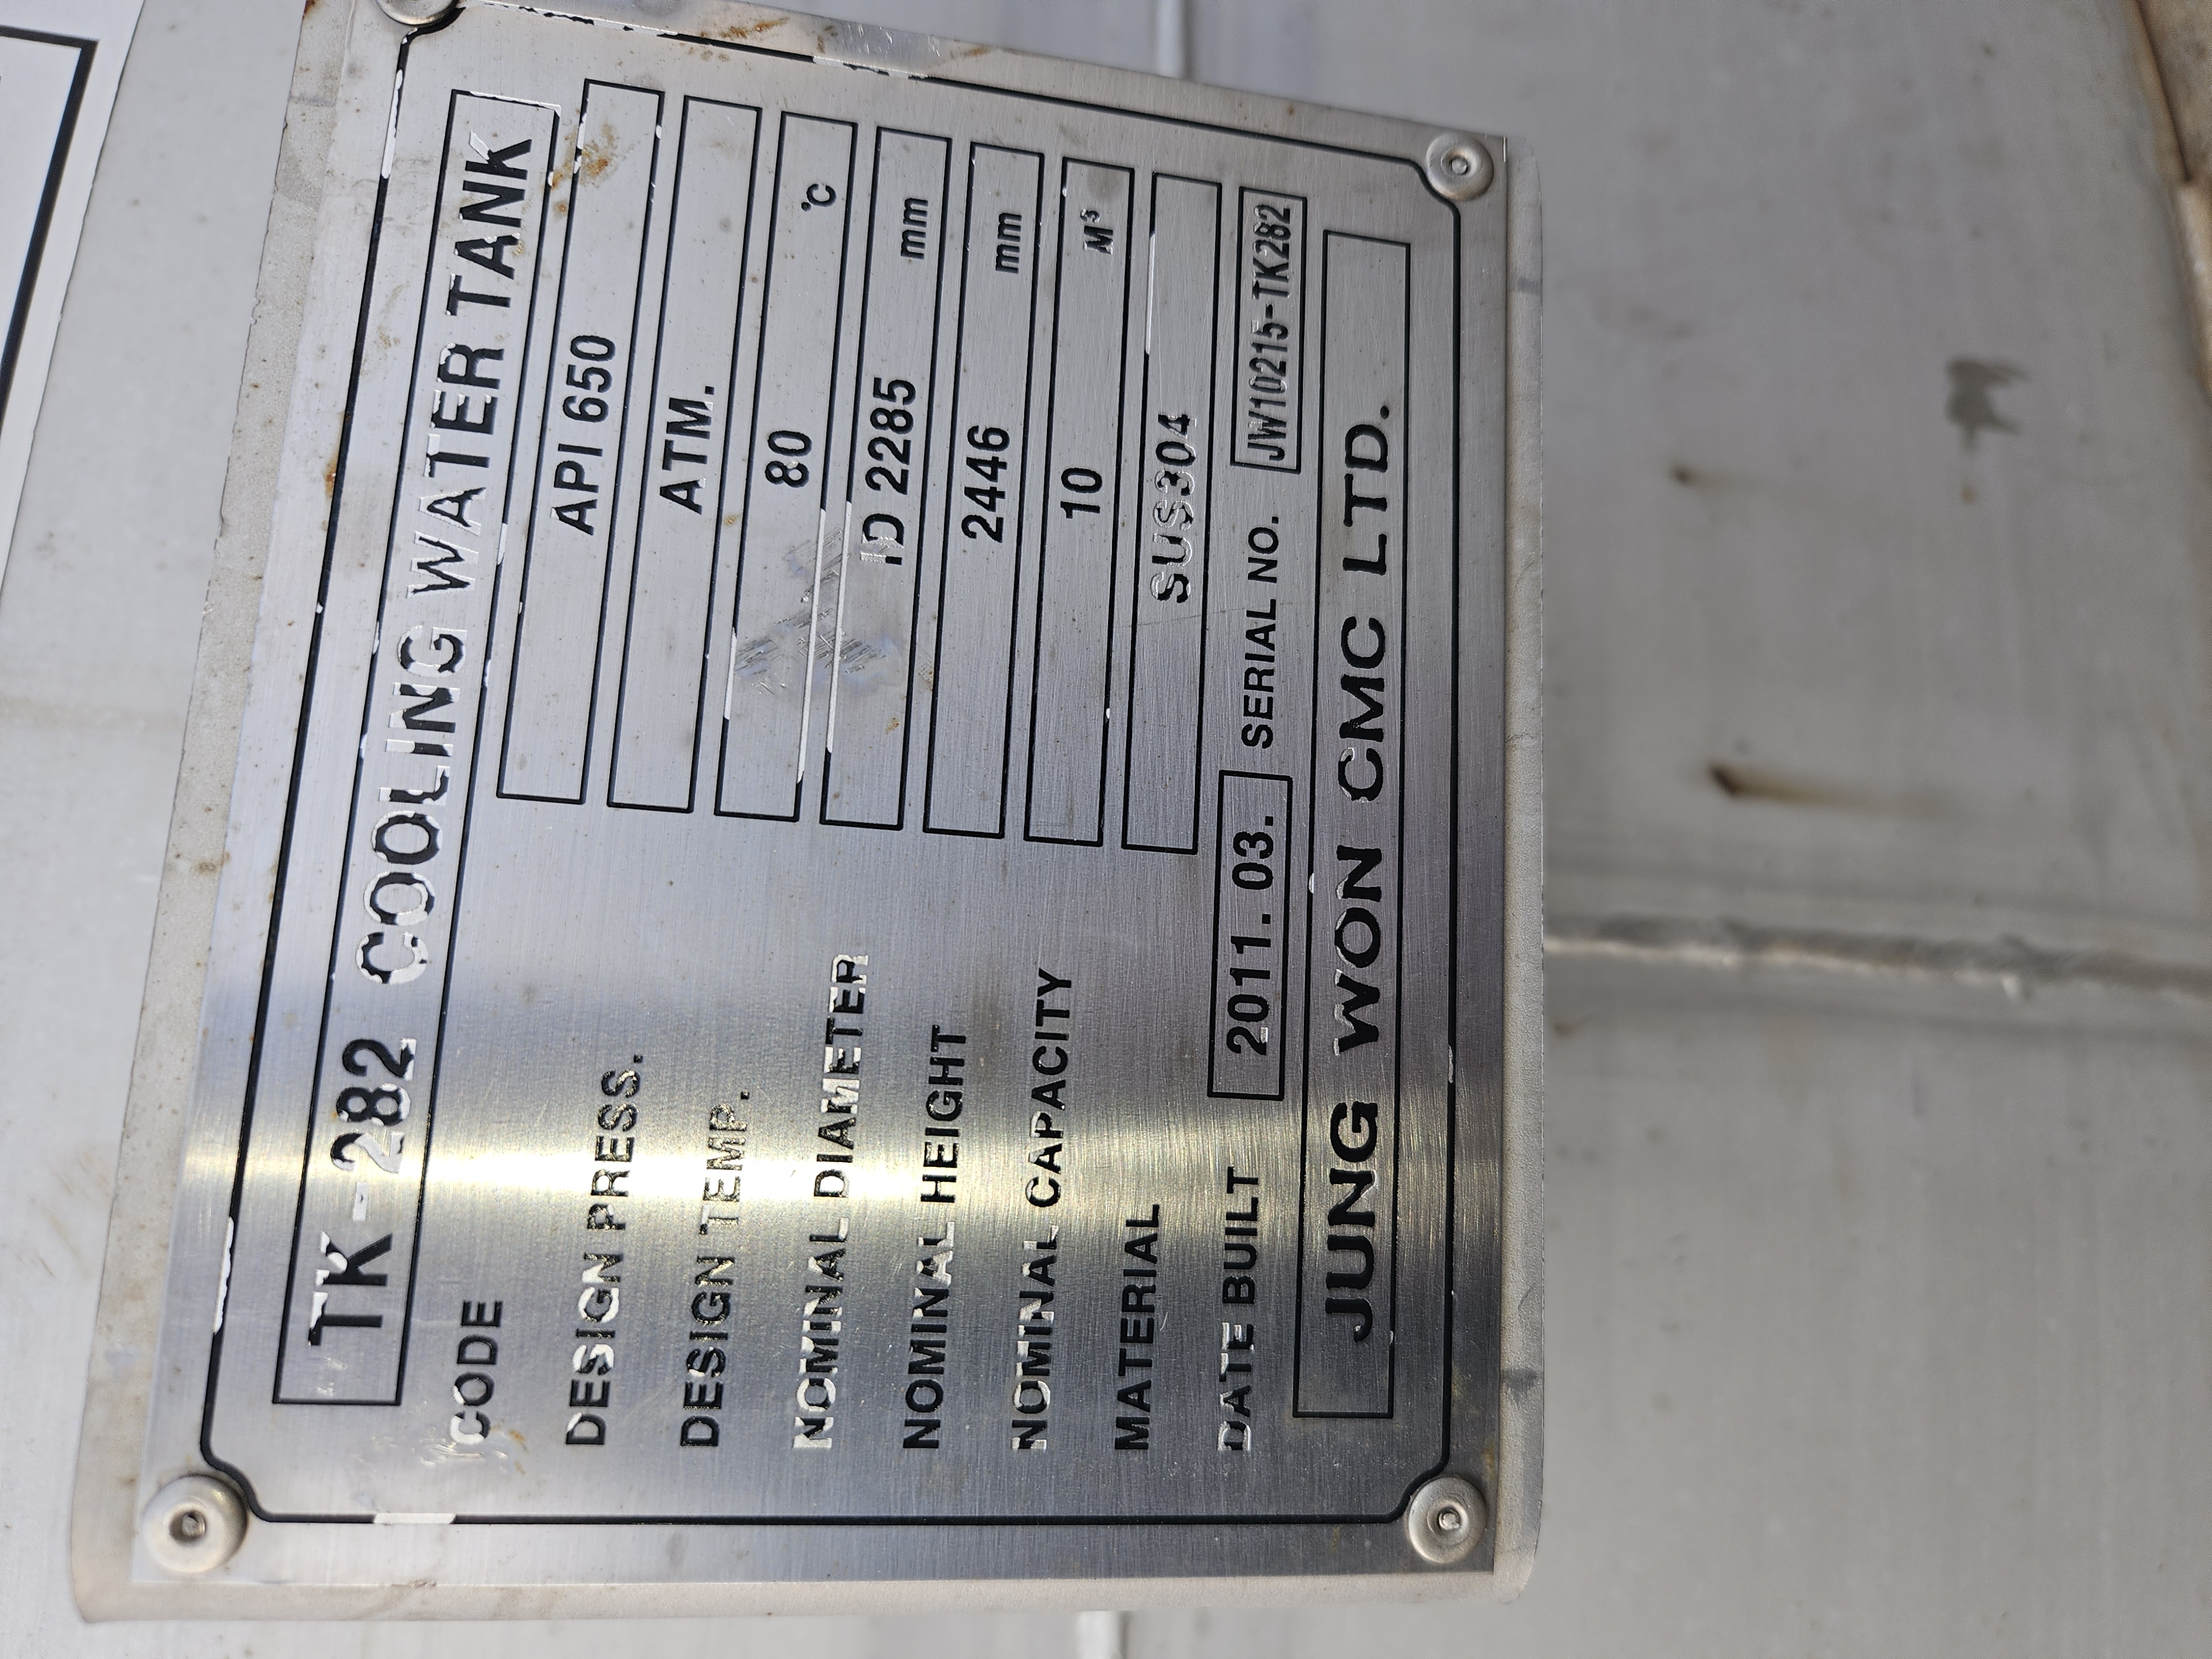 TK-282 COOLING WATER TANK
CODE API 650
DESIGN PRESS. ATM.
DESIGN TEMP. 80 ℃
NOMINAL DIAMETER ID 2285 mm
NOMINAL HEIGHT 2446 mm
NOMINAL CAPACITY 10 M³
MATERIAL SUS304
DATE BUILT 2011. 03. SERIAL NO. JW10215-TK282
JUNG WON CMC LTD.